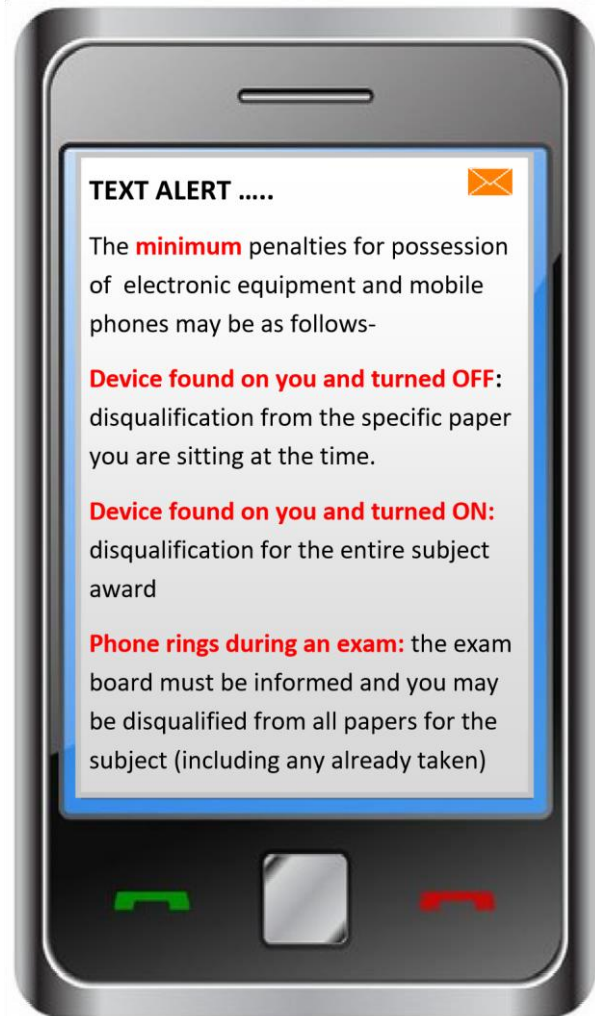 TEXT ALERT .....
The minimum penalties for possession
of electronic equipment and mobile
phones may be as follows-
Device found on you and turned OFF:
disqualification from the specific paper
you are sitting at the time.
Device found on you and turned ON:
disqualification for the entire subject
award
Phone rings during an exam: the exam
board must be informed and you may
be disqualified from all papers for the
subject (including any already taken)